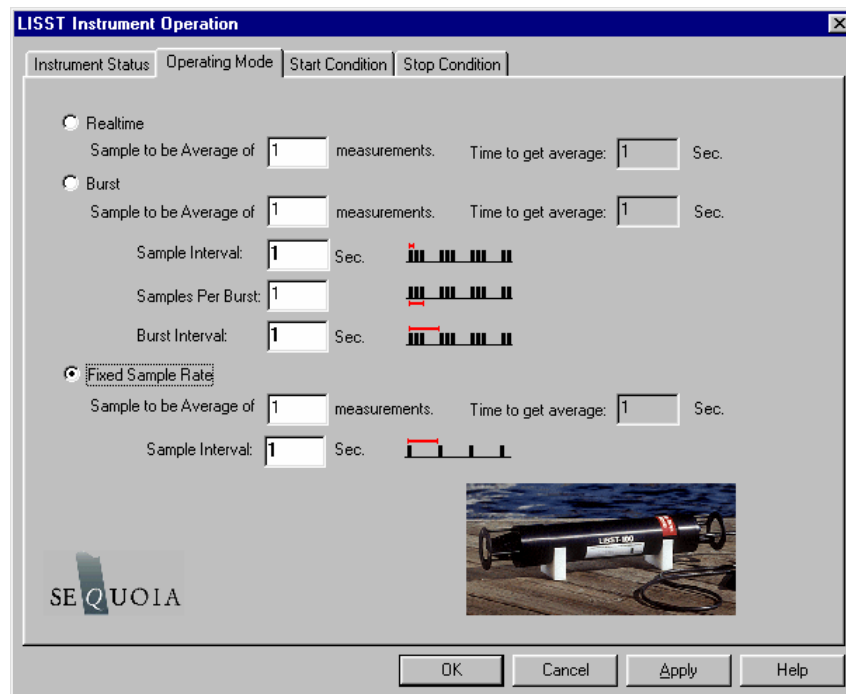 LISST Instrument Operation
Instrument Status Operating Mode Start Condition Stop Condition
Realtime
Sample to be Average of 1 measurements. Time to get average: 1 Sec.
Burst
Sample to be Average of 1 measurements. Time to get average: 1 Sec.
Sample Interval: 1 Sec.
Samples Per Burst: 1
Burst Interval: 1 Sec.
Fixed Sample Rate
Sample to be Average of 1 measurements. Time to get average: 1 Sec.
Sample Interval: 1 Sec.
LISST-100
SEQUOIA
OK Cancel Apply Help